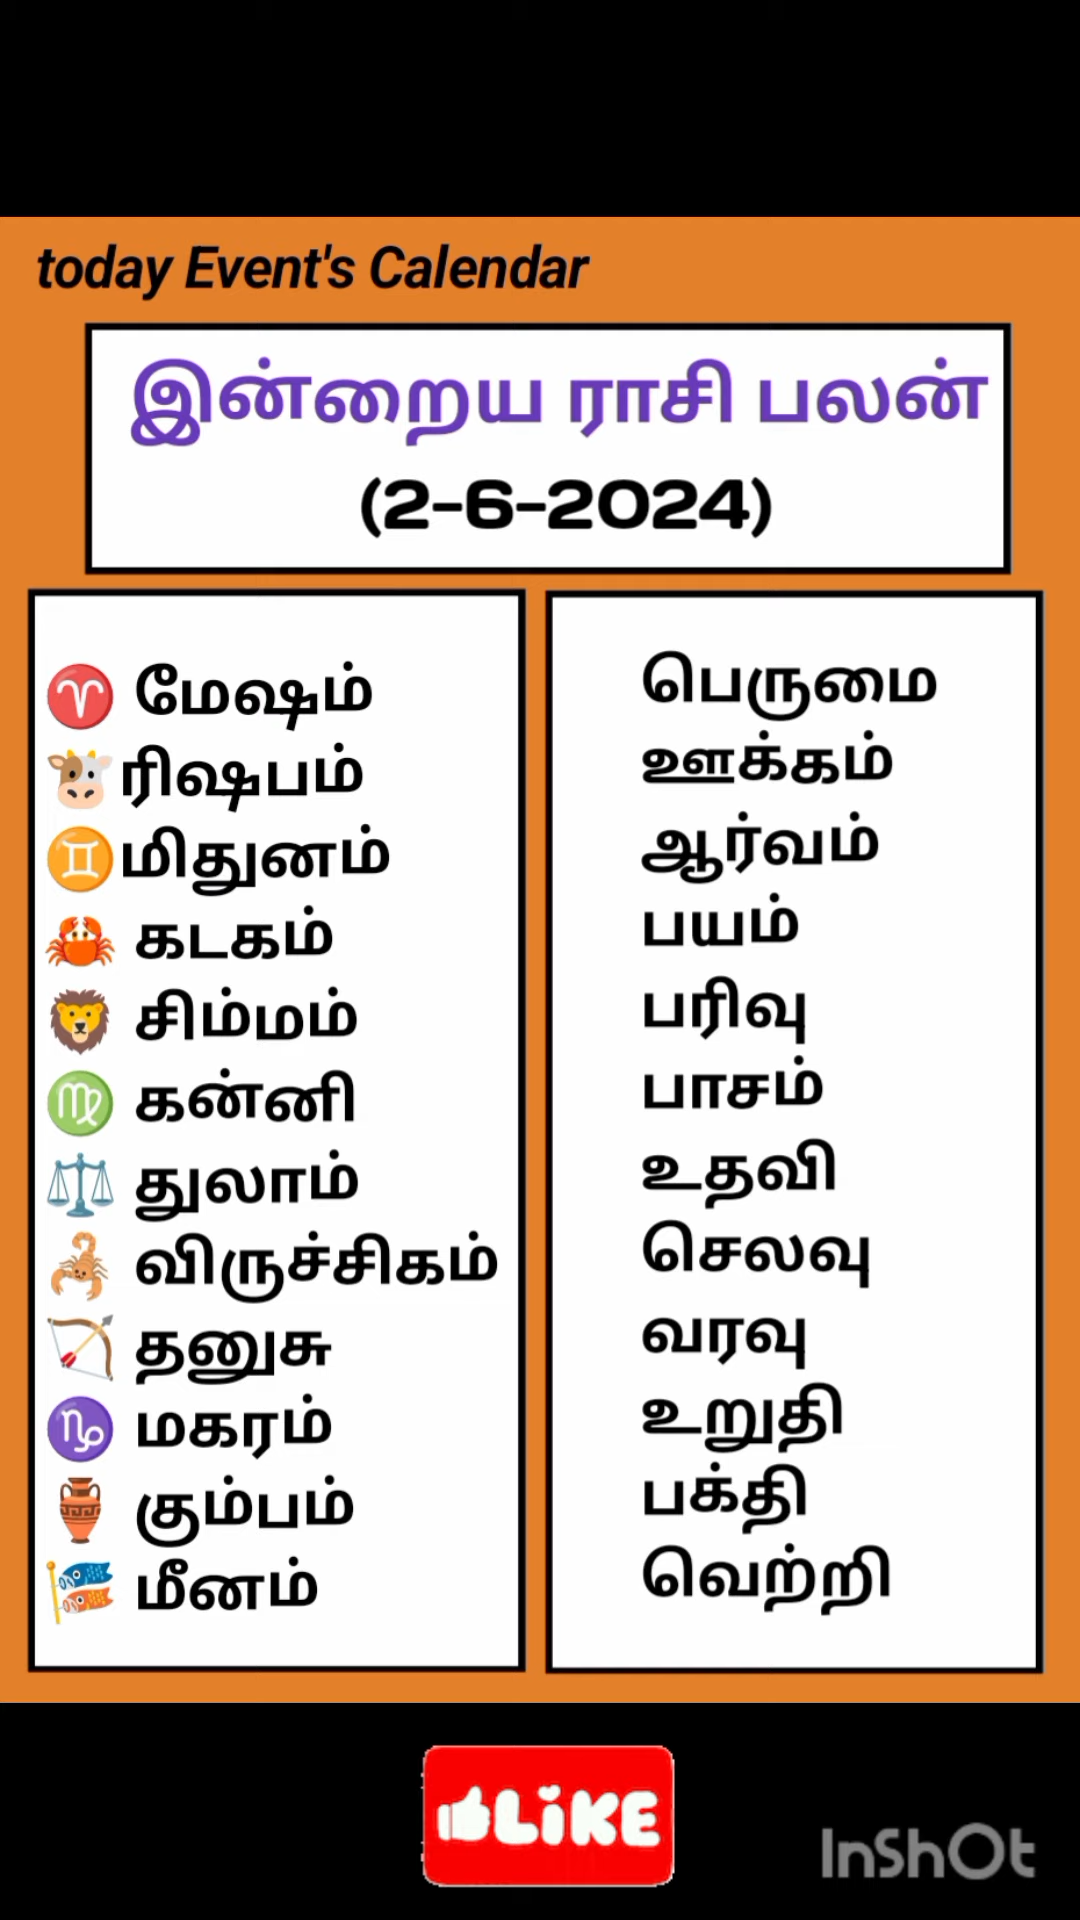 today Event's Calendar
இன்றைய ராசி பலன்
(2-6-2024)
மேஷம்
ரிஷபம்
மிதுனம்
கடகம்
சிம்மம்
கன்னி
துலாம்
விருச்சிகம்
தனுசு
மகரம்
கும்பம்
மீனம்
பெருமை
ஊக்கம்
ஆர்வம்
பயம்
பரிவு
பாசம்
உதவி
செலவு
வரவு
உறுதி
பக்தி
வெற்றி
LiKE
InShOt